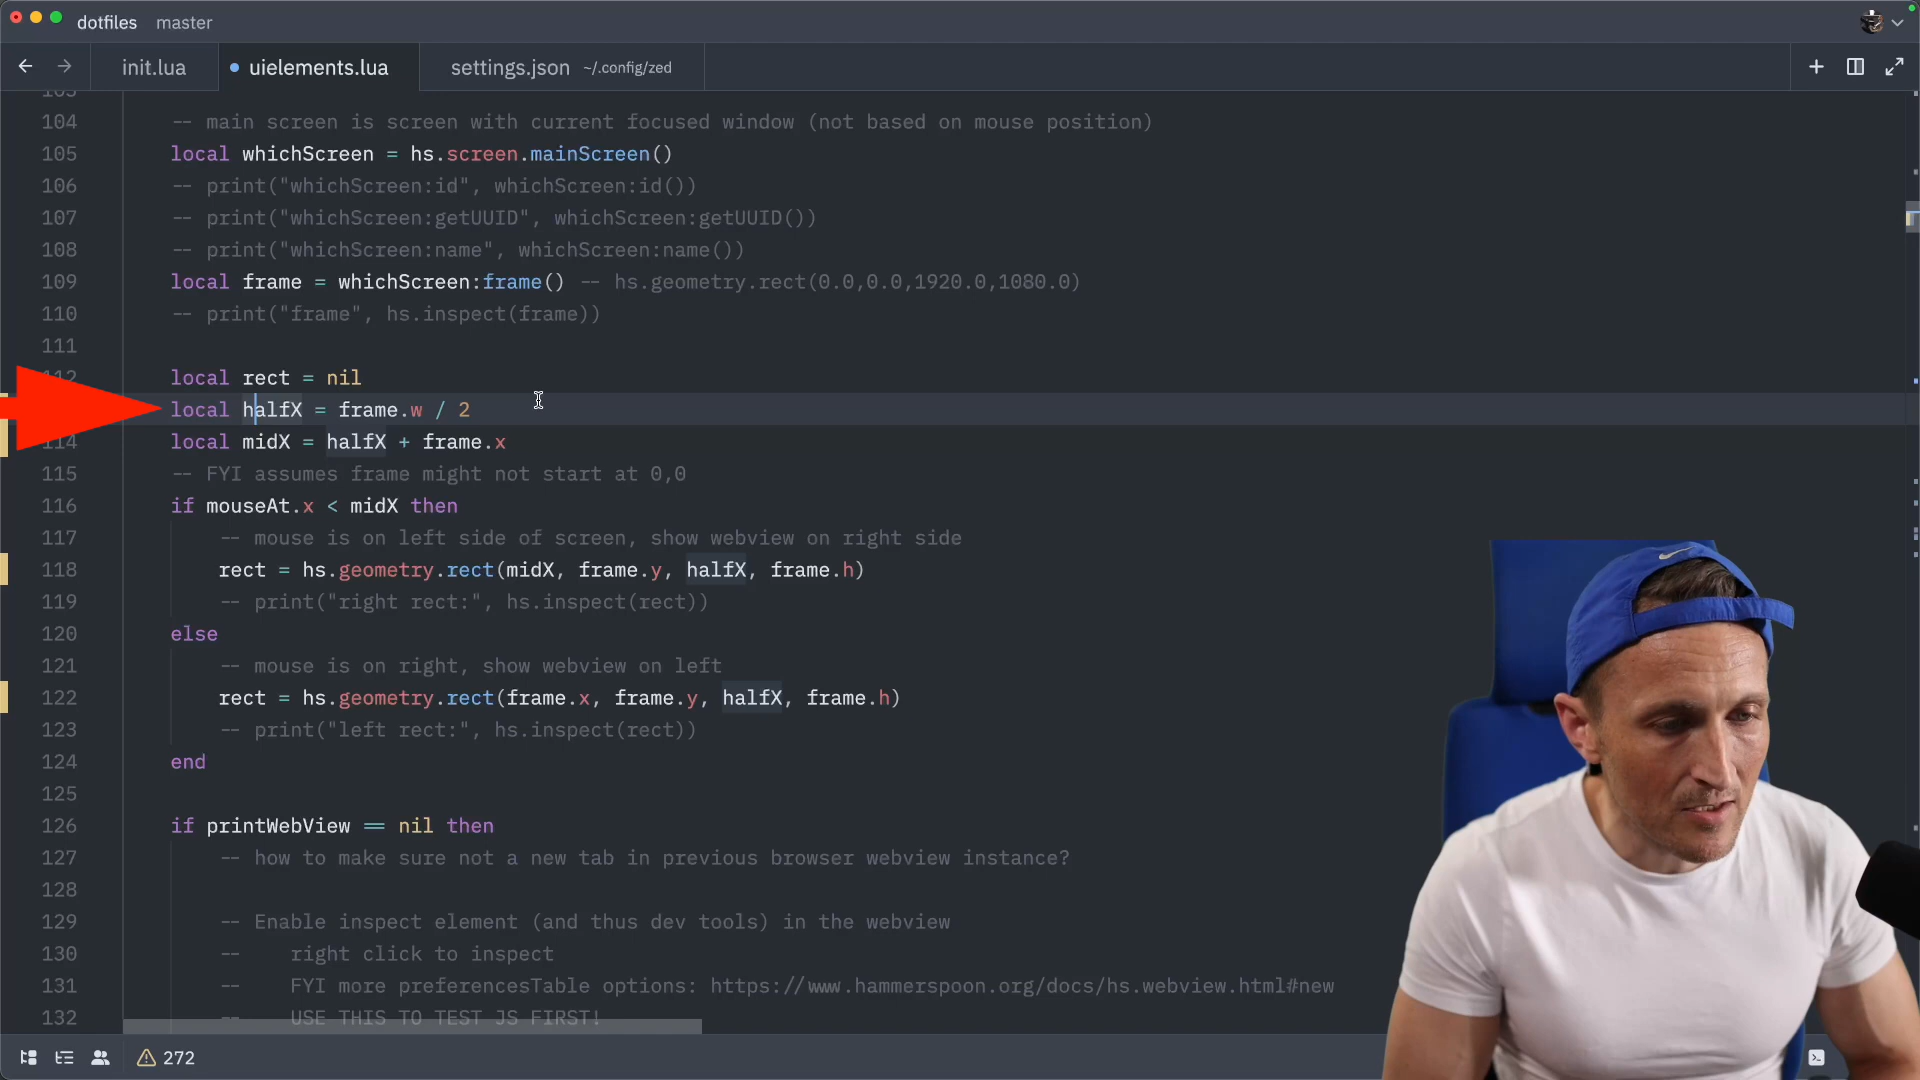 dotfiles master
init.lua uielements.lua settings.json ~/.config/zed
103
104 -- main screen is screen with current focused window (not based on mouse position)
105 local whichScreen = hs.screen.mainScreen()
106 -- print("whichScreen:id", whichScreen:id())
107 -- print("whichScreen:getUUID", whichScreen:getUUID())
108 -- print("whichScreen:name", whichScreen:name())
109 local frame = whichScreen:frame() -- hs.geometry.rect(0.0,0.0,1920.0,1080.0)
110 -- print("frame", hs.inspect(frame))
111
112 local rect = nil
local halfX = frame.w / 2
114 local midX = halfX + frame.x
115 -- FYI assumes frame might not start at 0,0
116 if mouseAt.x < midX then
117 -- mouse is on left side of screen, show webview on right side
118 rect = hs.geometry.rect(midX, frame.y, halfX, frame.h)
119 -- print("right rect:", hs.inspect(rect))
120 else
121 -- mouse is on right, show webview on left
122 rect = hs.geometry.rect(frame.x, frame.y, halfX, frame.h)
123 -- print("left rect:", hs.inspect(rect))
124 end
125
126 if printWebView == nil then
127 -- how to make sure not a new tab in previous browser webview instance?
128
129 -- Enable inspect element (and thus dev tools) in the webview
130 -- right click to inspect
131 -- FYI more preferencesTable options: https://www.hammerspoon.org/docs/hs.webview.html#new
132 -- USE THIS TO TEST JS FIRST!
272